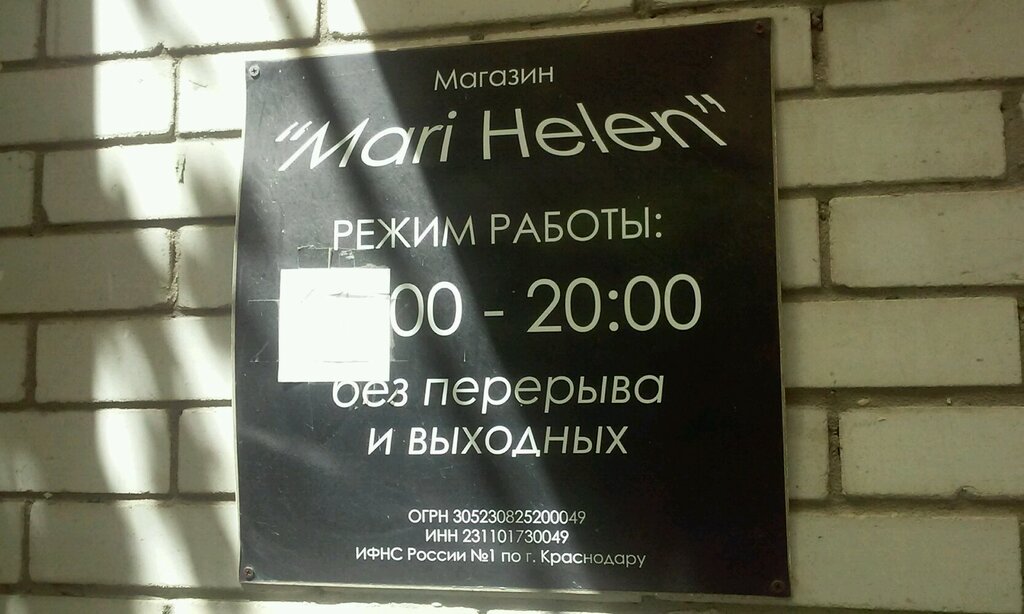 Магазин
"Mari Helen"
РЕЖИМ РАБОТЫ:
00 - 20:00
без перерыва
и выходных
ОГРН 305230825200049
ИНН 231101730049
ИФНС России №1 по г. Краснодару